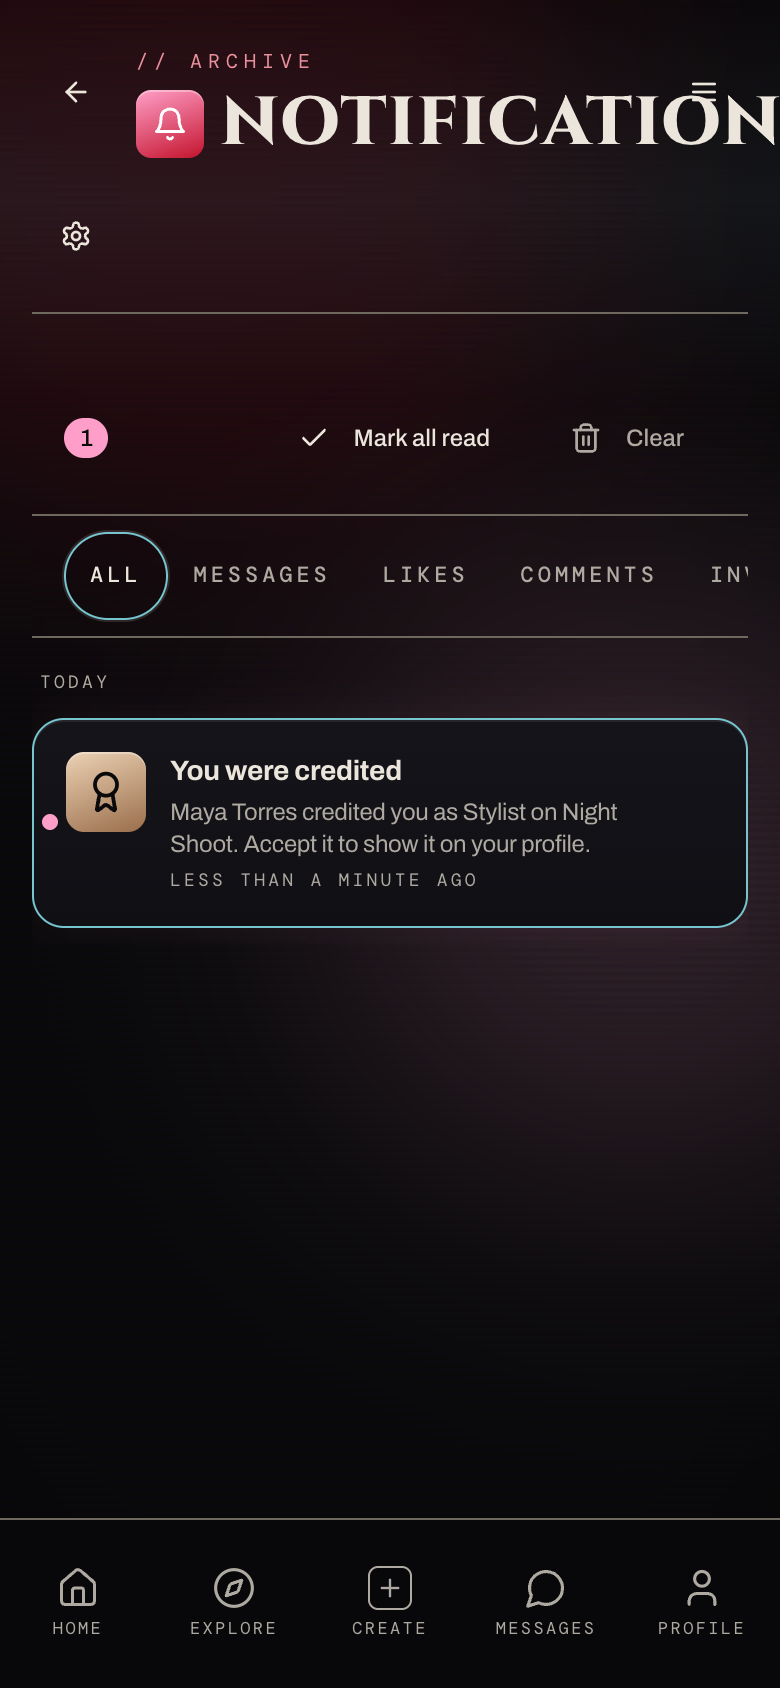 // ARCHIVE
NOTIFICATION
1
Mark all read
Clear
ALL
MESSAGES
LIKES
COMMENTS
INV
TODAY
You were credited
Maya Torres credited you as Stylist on Night
Shoot. Accept it to show it on your profile.
LESS THAN A MINUTE AGO
HOME
EXPLORE
CREATE
MESSAGES
PROFILE